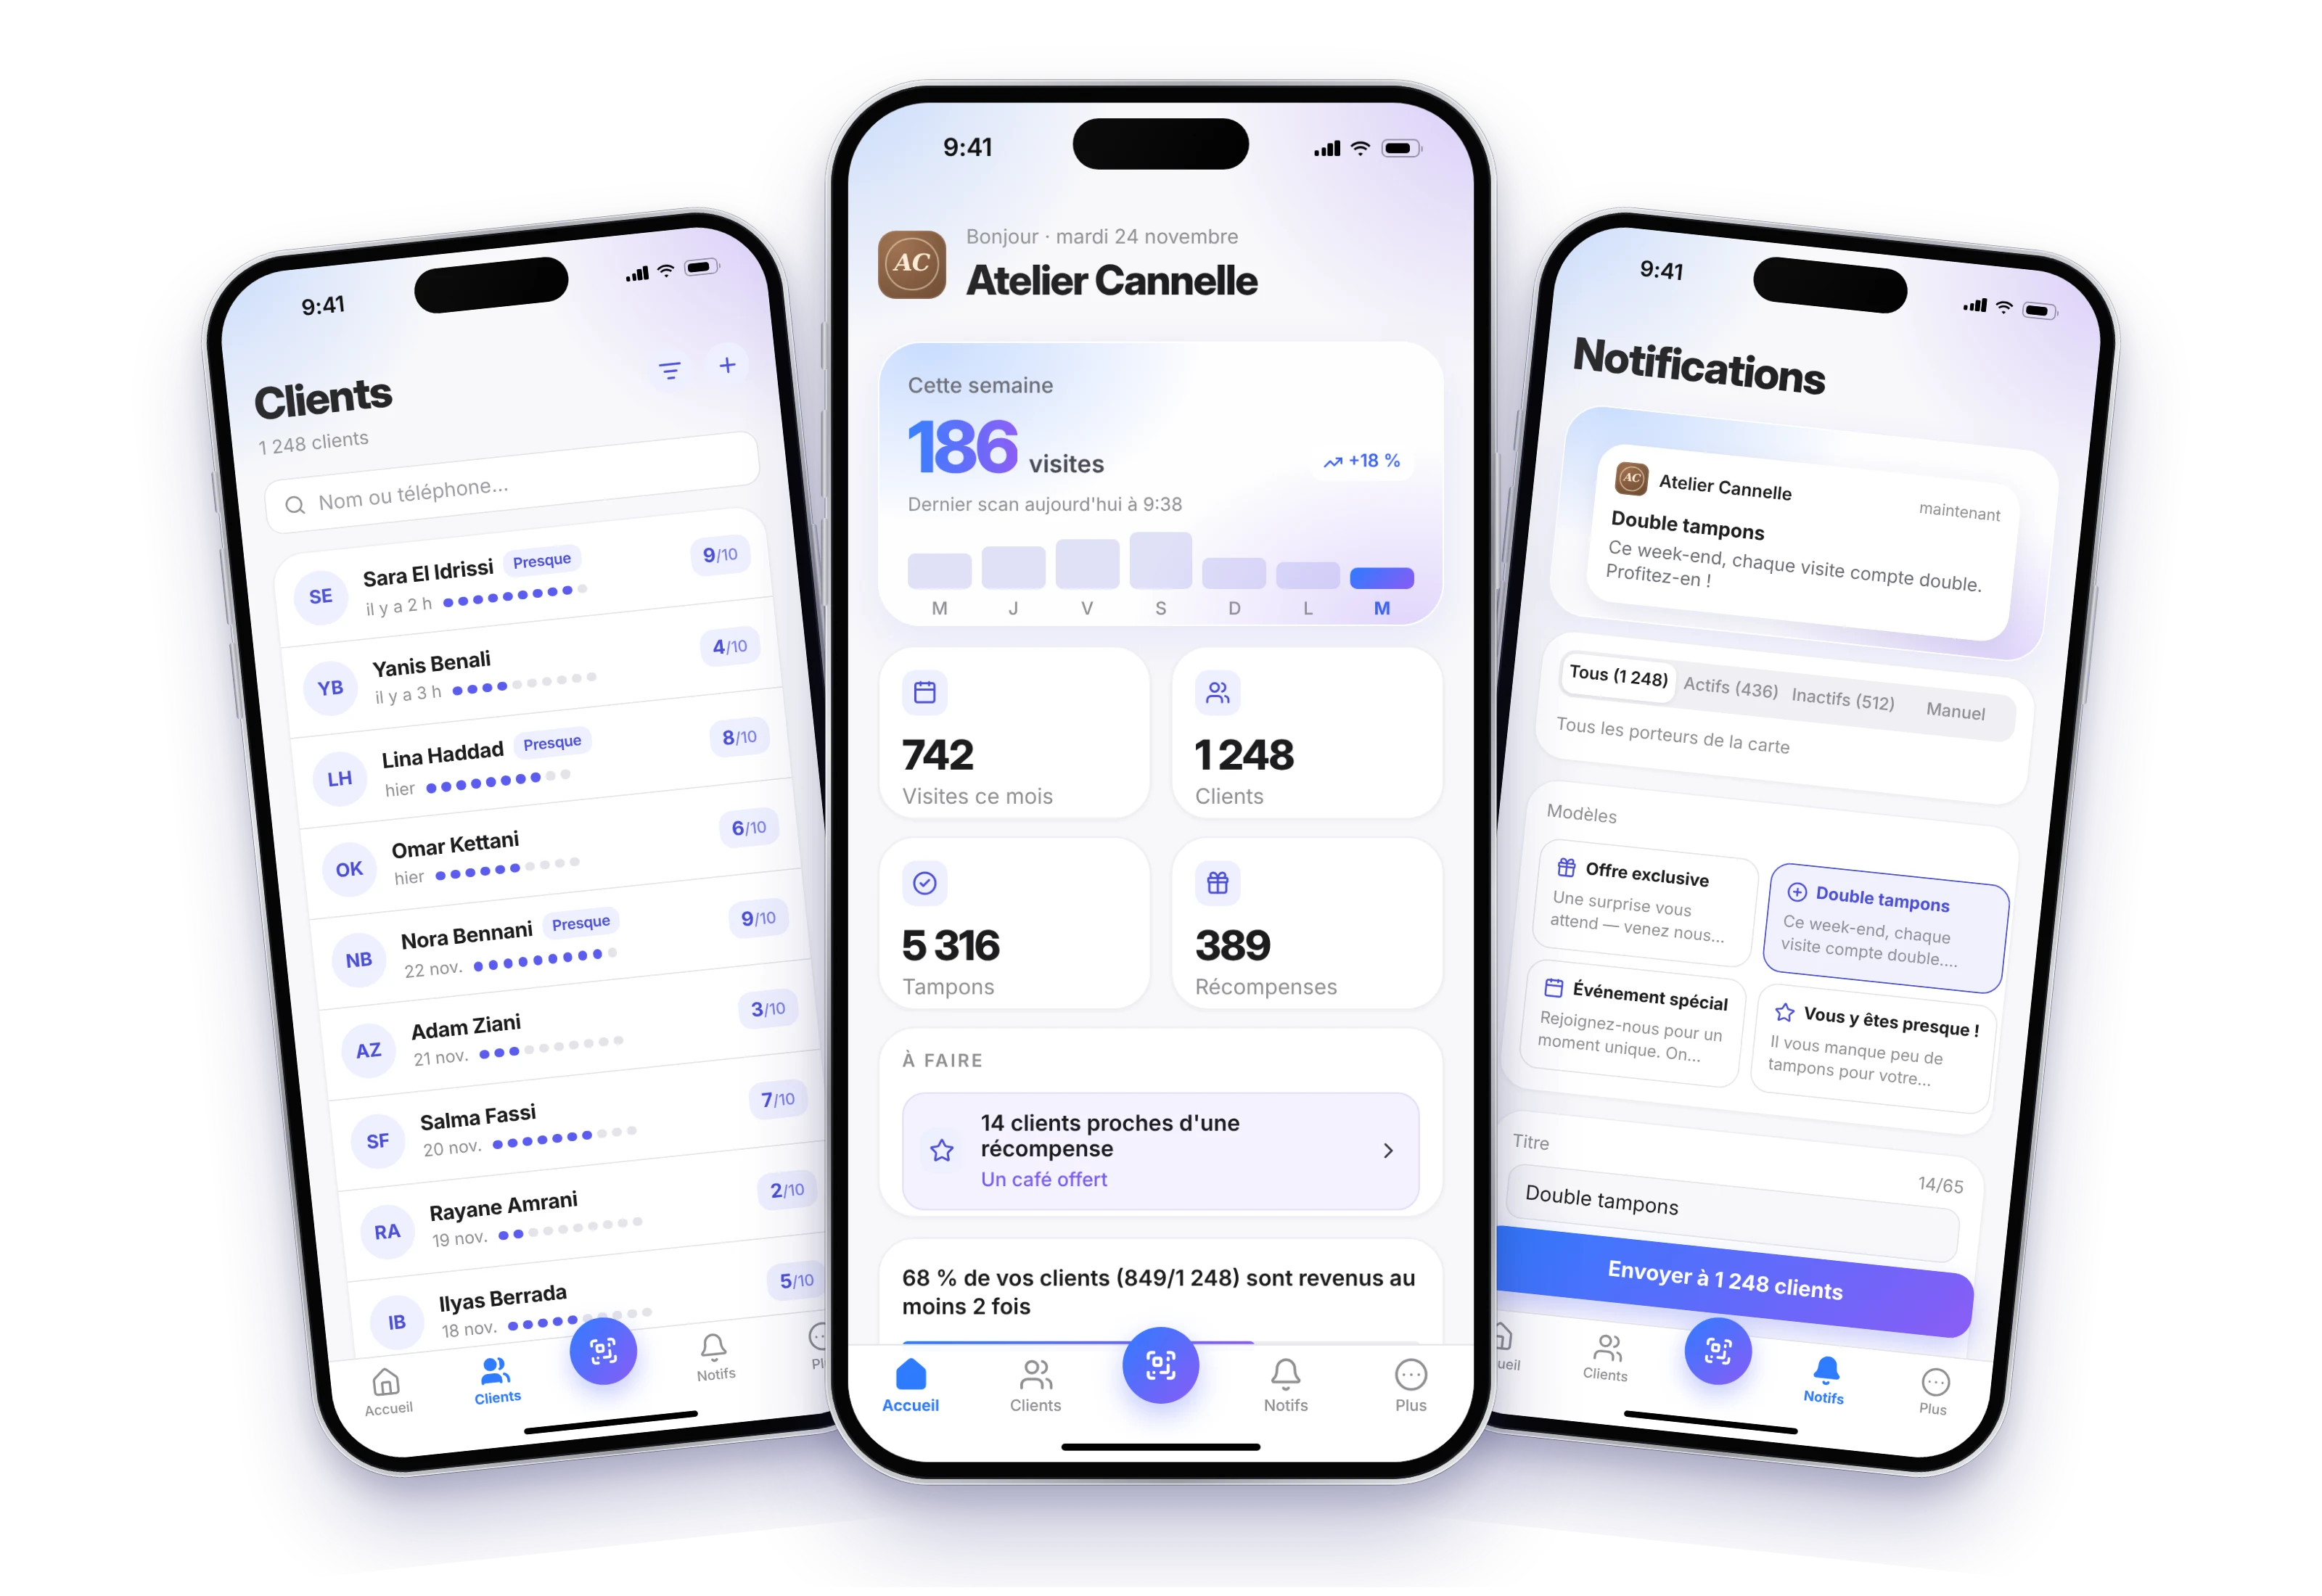 9:41
Clients
1 248 clients
Nom ou téléphone...
SE
Sara El Idrissi
Presque
9/10
il y a 2 h
YB
Yanis Benali
4/10
il y a 3 h
LH
Lina Haddad
Presque
8/10
hier
OK
Omar Kettani
6/10
hier
NB
Nora Bennani
Presque
9/10
22 nov.
AZ
Adam Ziani
3/10
21 nov.
SF
Salma Fassi
7/10
20 nov.
RA
Rayane Amrani
2/10
19 nov.
IB
Ilyas Berrada
5/10
18 nov.
Accueil
Clients
Notifs
Pl
9:41
AC
Bonjour · mardi 24 novembre
Atelier Cannelle
Cette semaine
186 visites
+18 %
Dernier scan aujourd'hui à 9:38
M J V S D L M
742
Visites ce mois
1 248
Clients
5 316
Tampons
389
Récompenses
À FAIRE
14 clients proches d'une
récompense
Un café offert
68 % de vos clients (849/1 248) sont revenus au
moins 2 fois
Accueil
Clients
Notifs
Plus
9:41
Notifications
AC
Atelier Cannelle
maintenant
Double tampons
Ce week-end, chaque visite compte double.
Profitez-en !
Tous (1 248)
Actifs (436)
Inactifs (512)
Manuel
Tous les porteurs de la carte
Modèles
Offre exclusive
Une surprise vous
attend — venez nous...
Double tampons
Ce week-end, chaque
visite compte double....
Événement spécial
Rejoignez-nous pour un
moment unique. On...
Vous y êtes presque !
Il vous manque peu de
tampons pour votre...
Titre
14/65
Double tampons
Envoyer à 1 248 clients
ueil
Clients
Notifs
Plus